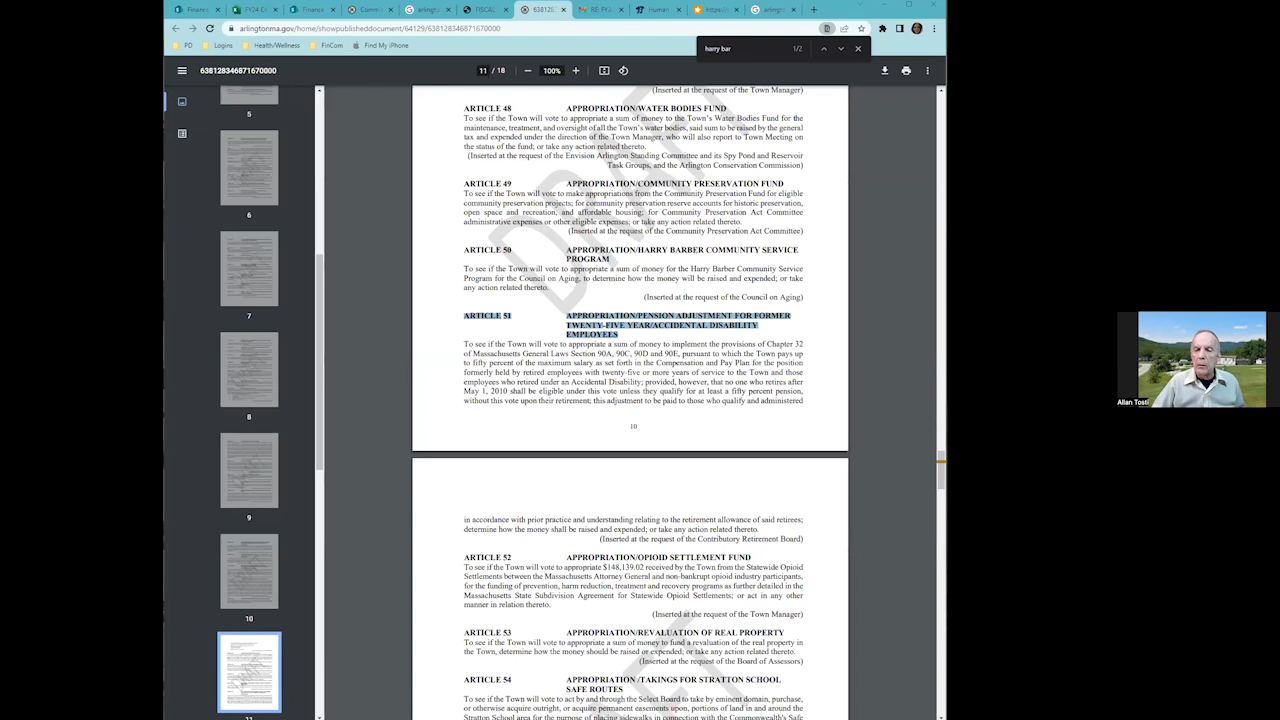 Finance
FY24 C
Finance
Commit
arlingt
FISCAL
63812
RE: FY
Human
https:/
arlingt
arlingtonma.gov/home/showpublisheddocument/64129/638128346871670000
PD
Logins
Health/Wellness
FinCom
Find My iPhone
harry bar
1/2
638128346871670000
11 / 18
100%
(Inserted at the request of the Town Manager)
ARTICLE 48 APPROPRIATION/WATER BODIES FUND
To see if the Town will vote to appropriate a sum of money to the Town's Water Bodies Fund for the
maintenance, treatment, and oversight of all the Town's water bodies, said sum to be raised by the general
tax and expended under the direction of the Town Manager, who will also report to Town Meeting on
the status of the fund; or take any action related thereto.
(Inserted at the request of the Envision Arlington Standing Committee and its Spy Pond and Reservoir
Task Groups, and the Arlington Conservation Commission)
ARTICLE 49 APPROPRIATION/COMMUNITY PRESERVATION FUND
To see if the Town will vote to make appropriations from the Community Preservation Fund for eligible
community preservation projects; for community preservation reserve accounts for historic preservation,
open space and recreation, and affordable housing; for Community Preservation Act Committee
administrative expenses or other eligible expenses; or take any action related thereto.
(Inserted at the request of the Community Preservation Act Committee)
ARTICLE 50 APPROPRIATION/HARRY BARBER COMMUNITY SERVICE
PROGRAM
To see if the Town will vote to appropriate a sum of money for the Harry Barber Community Service
Program for the Council on Aging, to determine how the money will be raised and expended; or take
any action related thereto.
(Inserted at the request of the Council on Aging)
ARTICLE 51 APPROPRIATION/PENSION ADJUSTMENT FOR FORMER
TWENTY-FIVE YEAR/ACCIDENTAL DISABILITY
EMPLOYEES
To see if the Town will vote to appropriate a sum of money to implement the provisions of Chapter 32
of Massachusetts General Laws Section 90A, 90C, 90D and 90E, pursuant to which the Town pays up
to fifty percent of the maximum salary as set forth in the Compensation and Pay Plan for the position
formerly held by retired employees with twenty-five or more years of service to the Town and those
employees who retired under an Accidental Disability; provided, however, that no one who retires after
May 1, 2010 shall be eligible under this vote unless they qualify for at least a fifty percent pension,
without this vote upon their retirement; this adjustment to be paid to those who qualify and administered
10
in accordance with prior practice and understanding relating to the retirement allowance of said retirees;
determine how the money shall be raised and expended; or take any action related thereto.
(Inserted at the request of the Contributory Retirement Board)
ARTICLE 52 APPROPRIATION/OPIOID SETTLEMENT FUND
To see if the Town will vote to appropriate $148,139.02 received by the Town from the Statewide Opioid
Settlements between the Massachusetts Attorney General and non-bankrupt opioid industry participants,
for the funding of prevention, harm reduction, treatment and recovery programs as further detailed in the
Massachusetts State Subdivision Agreement for Statewide Opioid Settlements; or act in any other
manner in relation thereto.
(Inserted at the request of the Town Manager)
ARTICLE 53 APPROPRIATION/REVALUATION OF REAL PROPERTY
To see if the Town will vote to appropriate a sum of money to fund a revaluation of the real property in
the Town, determine how the money should be raised or expended; or take any action related thereto.
(Inserted at the request of the Board of Assessors)
ARTICLE 54 APPROPRIATION /TAKINGS FOR STRATTON SCHOOL
SAFE ROUTES
To see if the Town will vote to act by and through the Select Board to take by eminent domain, purchase,
or otherwise acquire outright, or acquire permanent easements upon, portions of land in and around the
Stratton School area for the purpose of placing sidewalks in connection with the Commonwealth's Safe
DRAFT
5
6
7
8
9
10
11
Allan Tosti